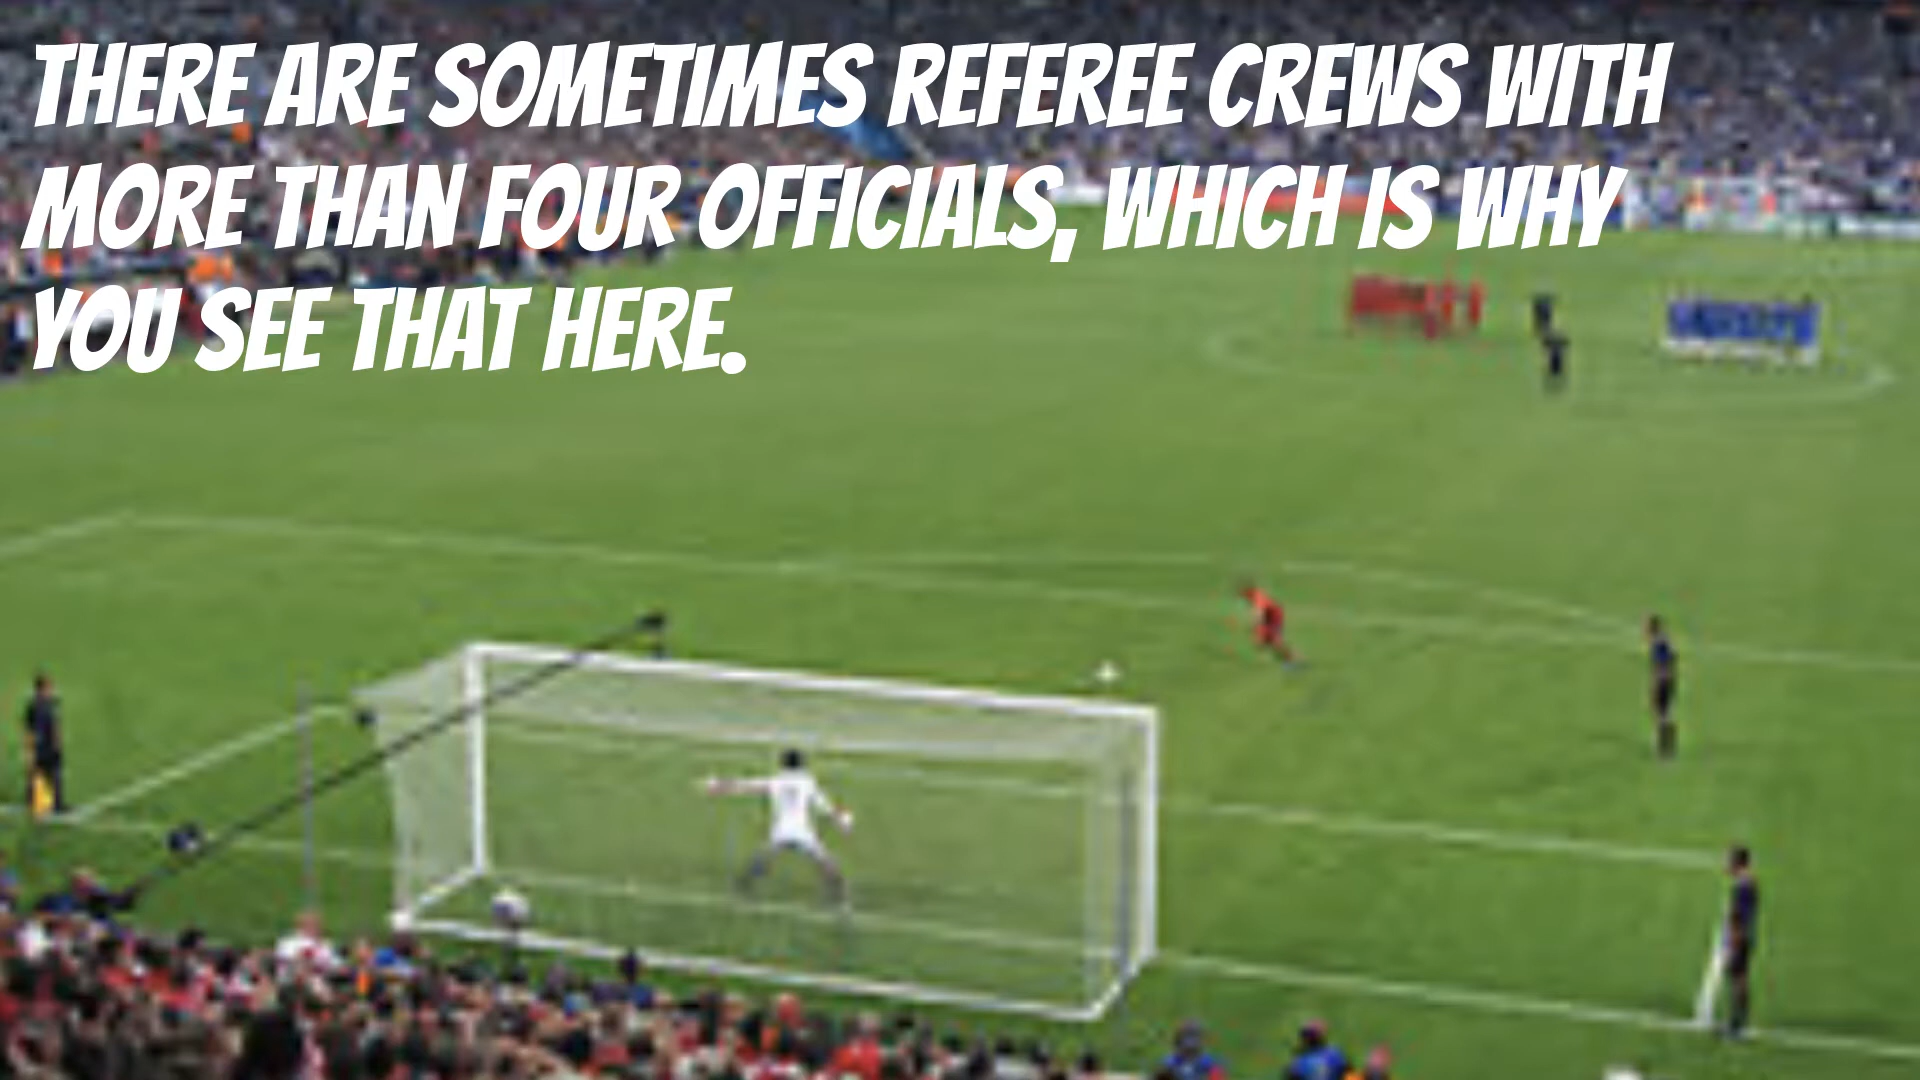 THERE ARE SOMETIMES REFEREE CREWS WITH
MORE THAN FOUR OFFICIALS, WHICH IS WHY
YOU SEE THAT HERE.